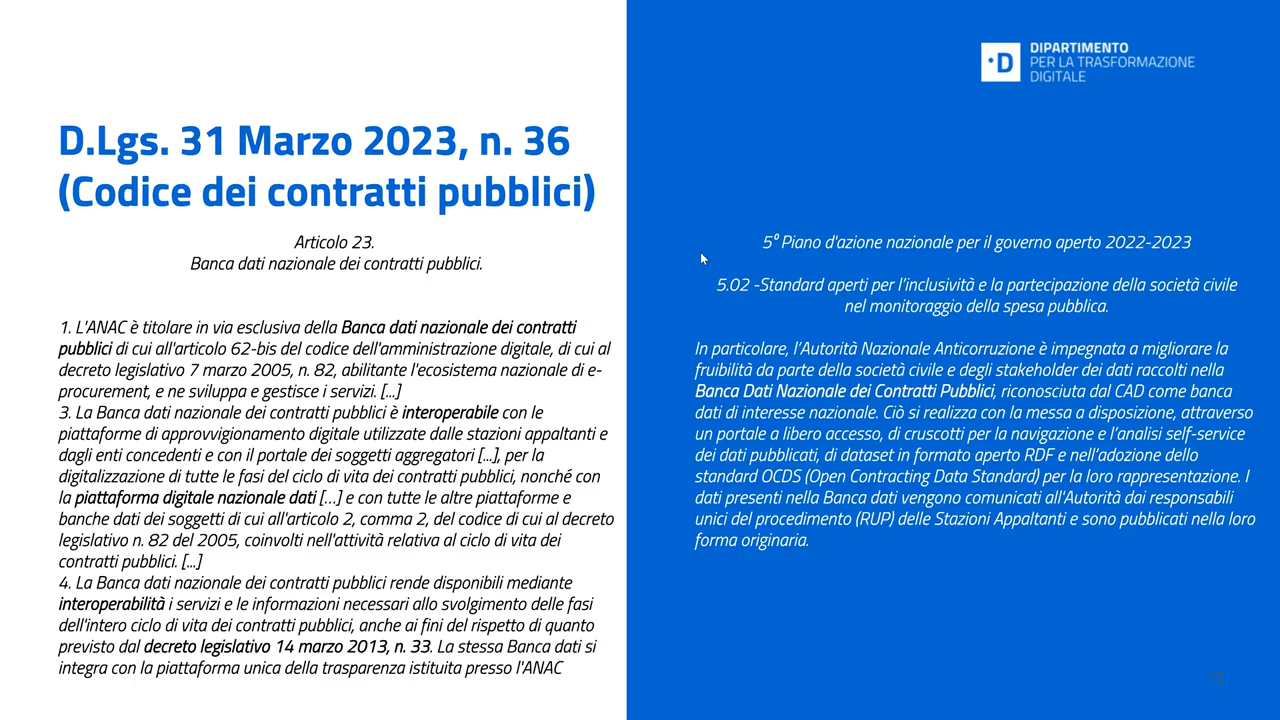 D.Lgs. 31 Marzo 2023, n. 36
(Codice dei contratti pubblici)
Articolo 23.
Banca dati nazionale dei contratti pubblici.
1. L'ANAC è titolare in via esclusiva della Banca dati nazionale dei contratti
pubblici di cui all'articolo 62-bis del codice dell'amministrazione digitale, di cui al
decreto legislativo 7 marzo 2005, n. 82, abilitante l'ecosistema nazionale di e-
procurement, e ne sviluppa e gestisce i servizi. [...]
3. La Banca dati nazionale dei contratti pubblici è interoperabile con le
piattaforme di approvvigionamento digitale utilizzate dalle stazioni appaltanti e
dagli enti concedenti e con il portale dei soggetti aggregatori [...], per la
digitalizzazione di tutte le fasi del ciclo di vita dei contratti pubblici, nonché con
la piattaforma digitale nazionale dati [...] e con tutte le altre piattaforme e
banche dati dei soggetti di cui all'articolo 2, comma 2, del codice di cui al decreto
legislativo n. 82 del 2005, coinvolti nell'attività relativa al ciclo di vita dei
contratti pubblici. [...]
4. La Banca dati nazionale dei contratti pubblici rende disponibili mediante
interoperabilità i servizi e le informazioni necessari allo svolgimento delle fasi
dell'intero ciclo di vita dei contratti pubblici, anche ai fini del rispetto di quanto
previsto dal decreto legislativo 14 marzo 2013, n. 33. La stessa Banca dati si
integra con la piattaforma unica della trasparenza istituita presso l'ANAC
D
DIPARTIMENTO
PER LA TRASFORMAZIONE
DIGITALE
5° Piano d'azione nazionale per il governo aperto 2022-2023
5.02 -Standard aperti per l’inclusività e la partecipazione della società civile
nel monitoraggio della spesa pubblica.
In particolare, l’Autorità Nazionale Anticorruzione è impegnata a migliorare la
fruibilità da parte della società civile e degli stakeholder dei dati raccolti nella
Banca Dati Nazionale dei Contratti Pubblici, riconosciuta dal CAD come banca
dati di interesse nazionale. Ciò si realizza con la messa a disposizione, attraverso
un portale a libero accesso, di cruscotti per la navigazione e l’analisi self-service
dei dati pubblicati, di dataset in formato aperto RDF e nell'adozione dello
standard OCDS (Open Contracting Data Standard) per la loro rappresentazione. I
dati presenti nella Banca dati vengono comunicati all'Autorità dai responsabili
unici del procedimento (RUP) delle Stazioni Appaltanti e sono pubblicati nella loro
forma originaria.